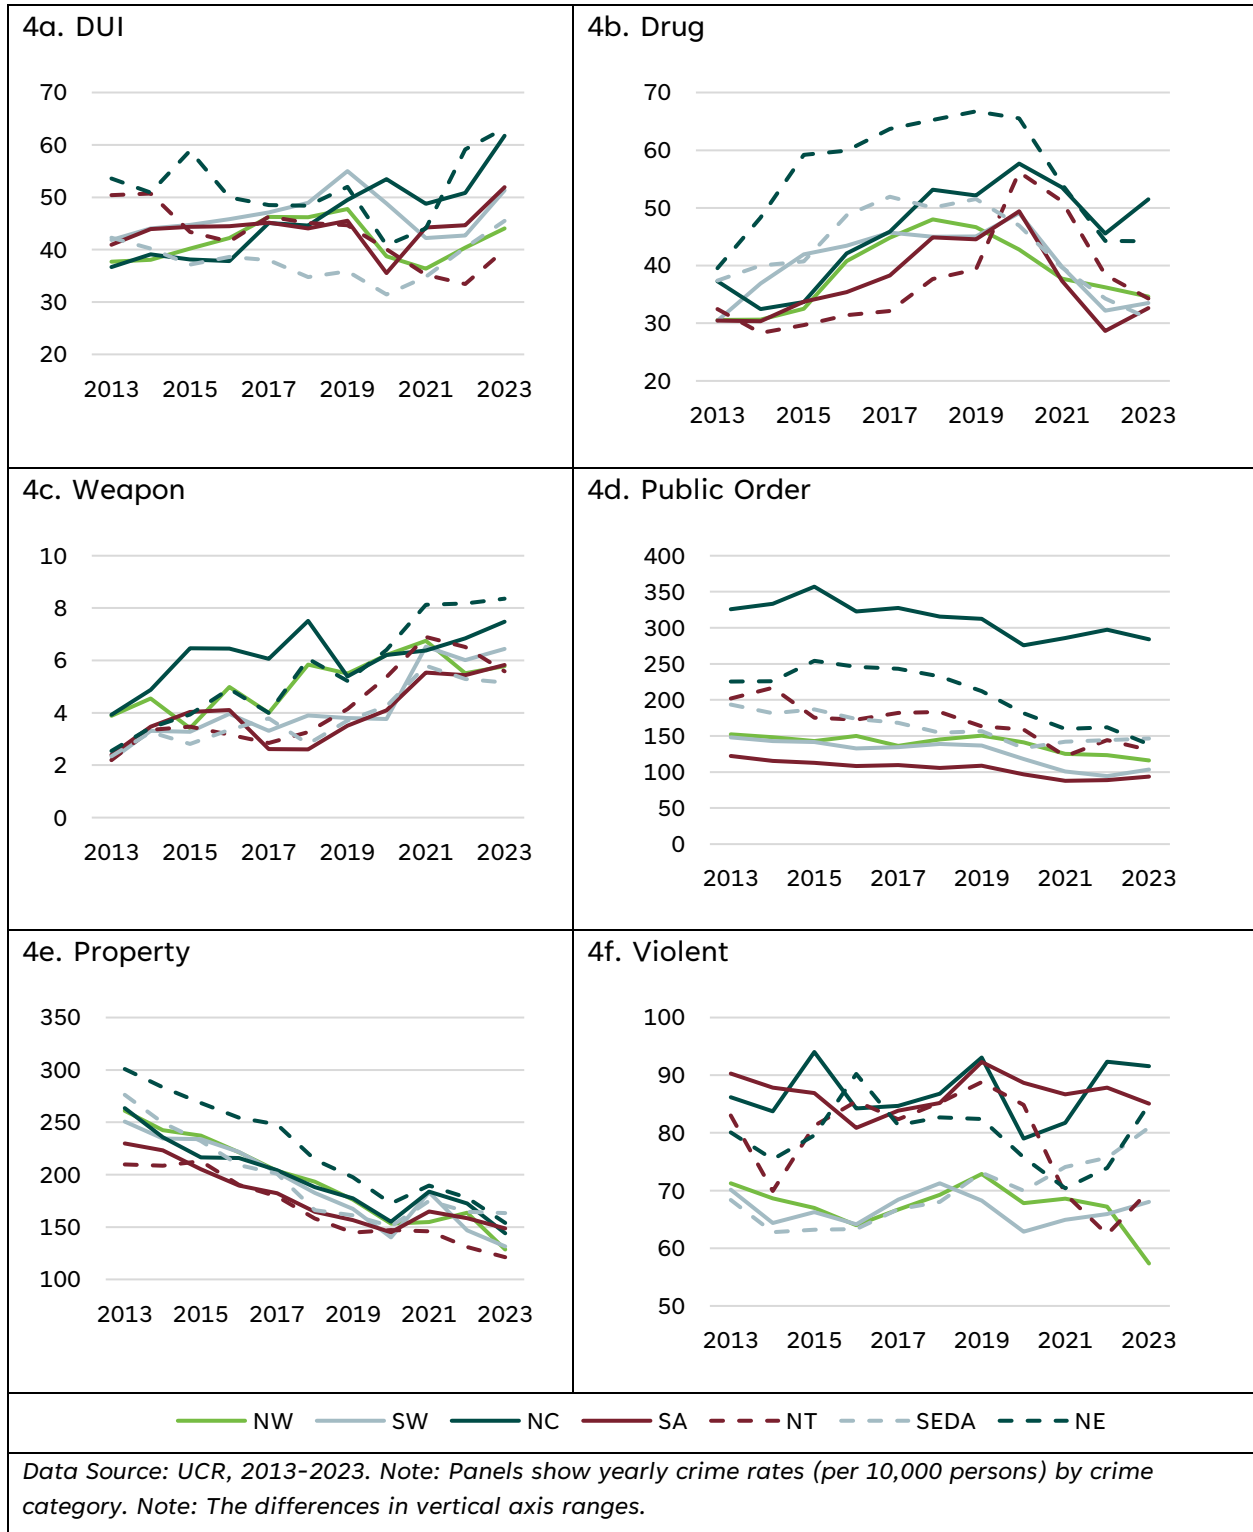 4a. DUI
70
60
50
40
30
20
2013 2015 2017 2019 2021 2023
4b. Drug
70
60
50
40
30
20
2013 2015 2017 2019 2021 2023
4c. Weapon
10
8
6
4
2
0
2013 2015 2017 2019 2021 2023
4d. Public Order
400
350
300
250
200
150
100
50
0
2013 2015 2017 2019 2021 2023
4e. Property
350
300
250
200
150
100
2013 2015 2017 2019 2021 2023
4f. Violent
100
90
80
70
60
50
2013 2015 2017 2019 2021 2023
NW SW NC SA NT SEDA NE
Data Source: UCR, 2013-2023. Note: Panels show yearly crime rates (per 10,000 persons) by crime
category. Note: The differences in vertical axis ranges.